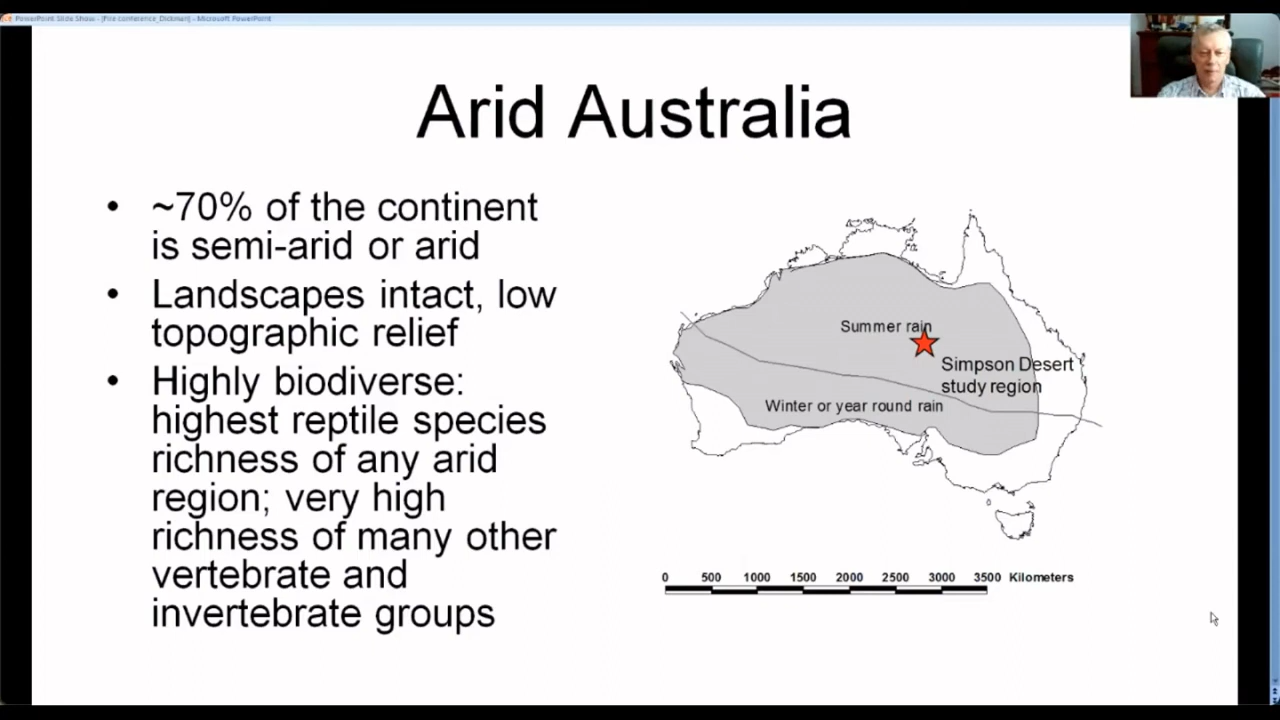 PowerPoint Slide Show - [Fire conference_Dickman] - Microsoft PowerPoint
Arid Australia
• ~70% of the continent
is semi-arid or arid
• Landscapes intact, low
topographic relief
• Highly biodiverse:
highest reptile species
richness of any arid
region; very high
richness of many other
vertebrate and
invertebrate groups
Summer rain
Simpson Desert
study region
Winter or year round rain
0 500 1000 1500 2000 2500 3000 3500 Kilometers